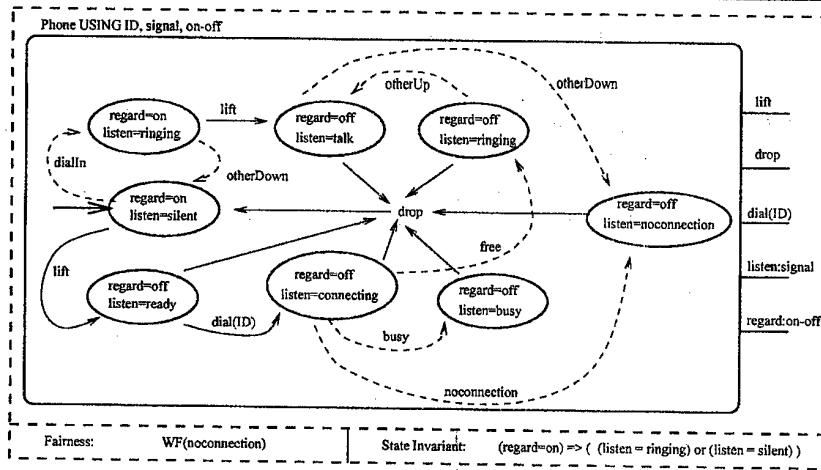 Phone USING ID, signal, on-off
otherUp
otherDown
regard=on
listen=ringing
lift
regard=off
listen=talk
regard=off
listen=ringing
dialIn
otherDown
regard=on
listen=silent
drop
regard=off
listen=noconnection
free
lift
regard=off
listen=ready
regard=off
listen=connecting
regard=off
listen=busy
dial(ID)
busy
noconnection
lift
drop
dial(ID)
listen:signal
regard:on-off
Fairness: WF(noconnection)
State Invariant: (regard=on) => ( (listen = ringing) or (listen = silent) )